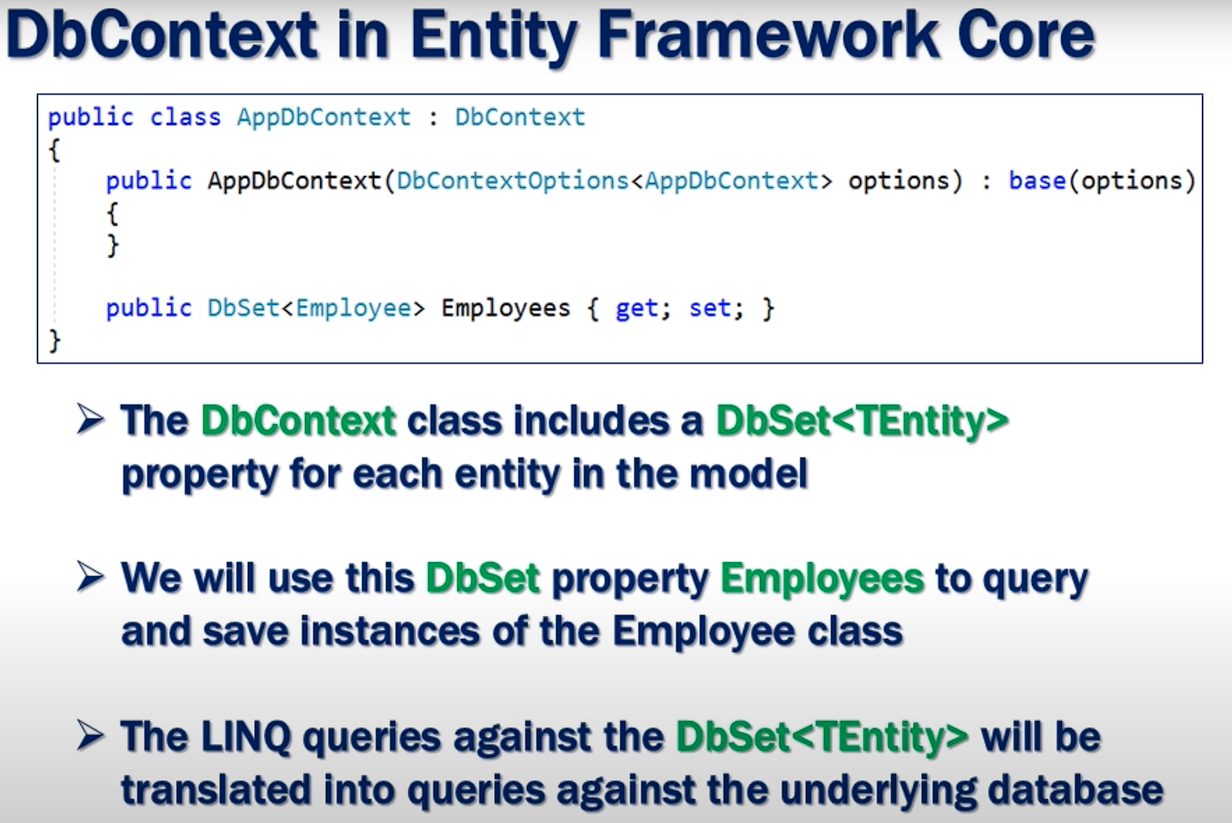 DbContext in Entity Framework Core
public class AppDbContext : DbContext
{
public AppDbContext(DbContextOptions<AppDbContext> options) : base(options)
{
}
public DbSet<Employee> Employees { get; set; }
}
The DbContext class includes a DbSet<TEntity>
property for each entity in the model
We will use this DbSet property Employees to query
and save instances of the Employee class
The LINQ queries against the DbSet<TEntity> will be
translated into queries against the underlying database